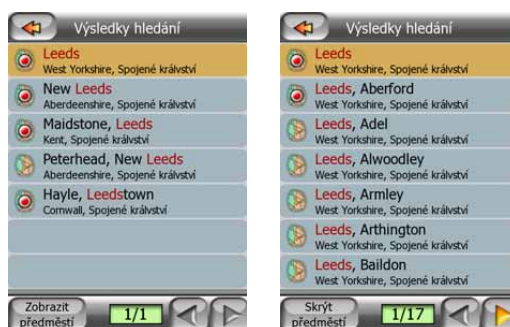 Výsledky hledání
Leeds
West Yorkshire, Spojené království
New Leeds
Aberdeenshire, Spojené království
Maidstone, Leeds
Kent, Spojené království
Peterhead, New Leeds
Aberdeenshire, Spojené království
Hayle, Leedstown
Cornwall, Spojené království
Zobrazit
předměstí
1/1
Výsledky hledání
Leeds
West Yorkshire, Spojené království
Leeds, Aberford
West Yorkshire, Spojené království
Leeds, Adel
West Yorkshire, Spojené království
Leeds, Alwoodley
West Yorkshire, Spojené království
Leeds, Armley
West Yorkshire, Spojené království
Leeds, Arthington
West Yorkshire, Spojené království
Leeds, Baildon
West Yorkshire, Spojené království
Skrýt
předměstí
1/17